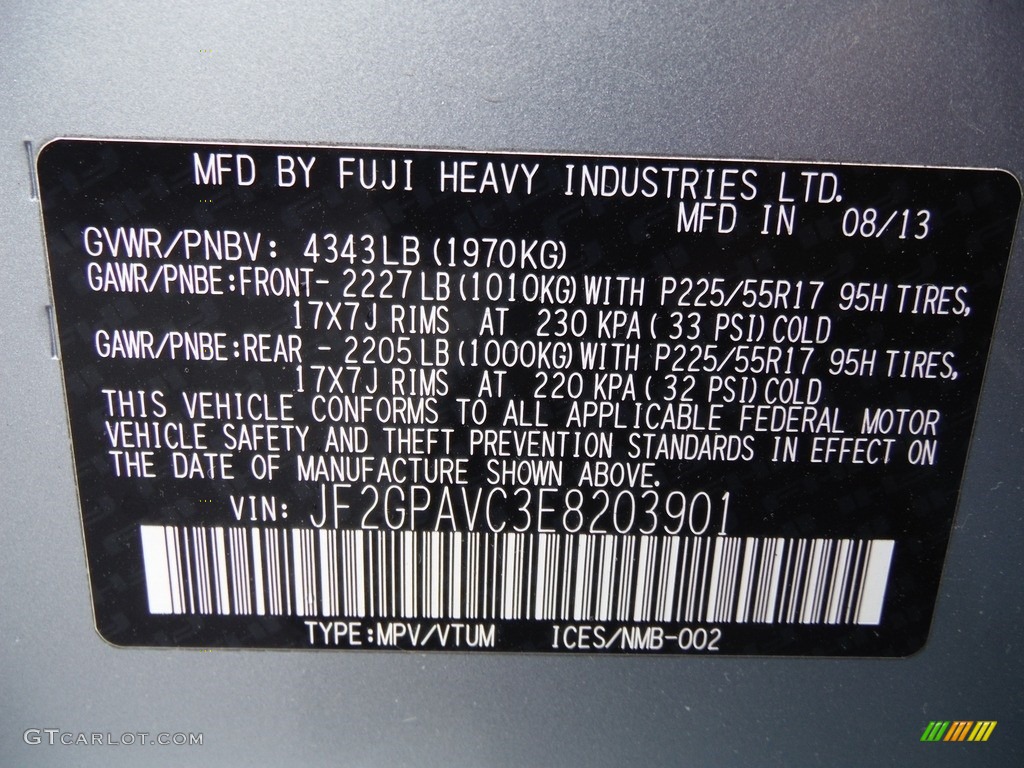 MFD BY FUJI HEAVY INDUSTRIES LTD.
MFD IN 08/13
GVWR/PNBV: 4343LB (1970KG)
GAWR/PNBE:FRONT- 2227 LB (1010KG) WITH P225/55R17 95H TIRES,
17X7J RIMS AT 230 KPA ( 33 PSI) COLD
GAWR/PNBE:REAR - 2205 LB (1000KG) WITH P225/55R17 95H TIRES,
17X7J RIMS AT 220 KPA ( 32 PSI) COLD
THIS VEHICLE CONFORMS TO ALL APPLICABLE FEDERAL MOTOR
VEHICLE SAFETY AND THEFT PREVENTION STANDARDS IN EFFECT ON
THE DATE OF MANUFACTURE SHOWN ABOVE.
VIN: JF2GPAVC3E8203901
TYPE:MPV/VTUM ICES/NMB-002
GTCARLOT.COM